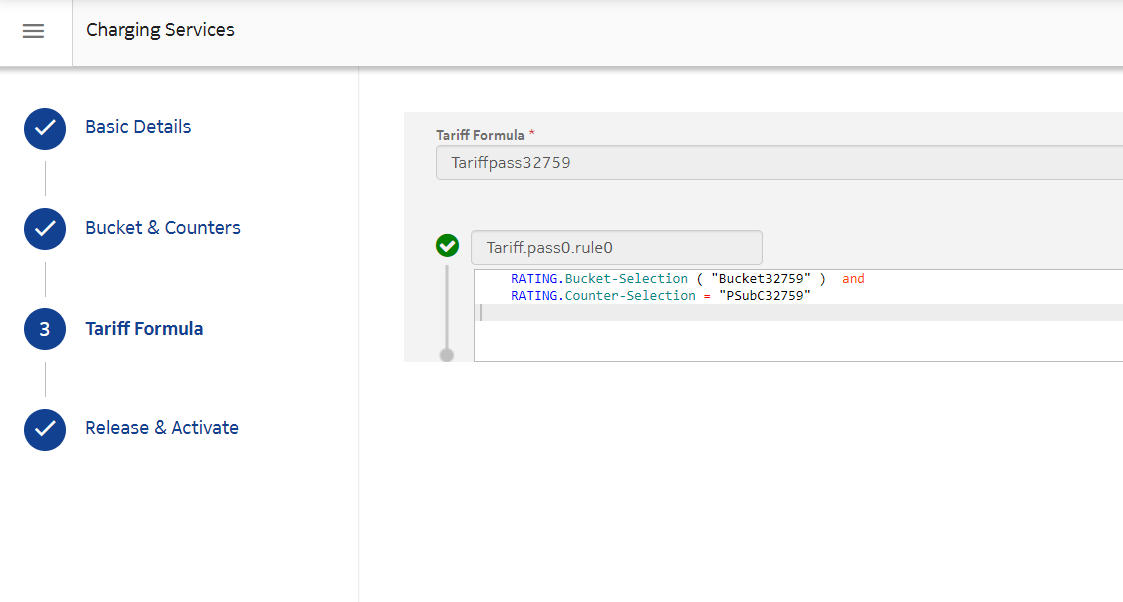 Charging Services
Basic Details
Bucket & Counters
3 Tariff Formula
Release & Activate
Tariff Formula *
Tariffpass32759
Tariff.pass0.rule0
RATING.Bucket-Selection ( "Bucket32759" )  and
RATING.Counter-Selection = "PSubC32759"